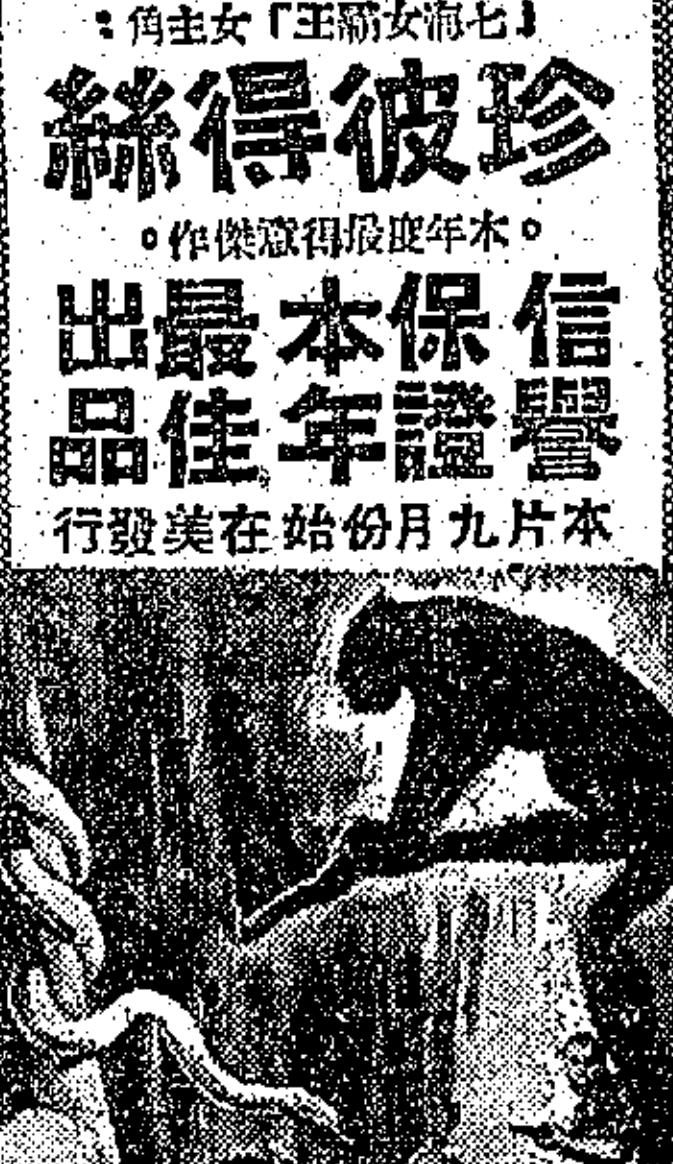 「七海女霸王」女主角：
珍彼得絲
。本年度最得意傑作。
信譽保證本年最佳出品
本片九月份始在美發行